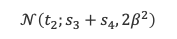 𝒩(t₂; s₃ + s₄, 2β²)